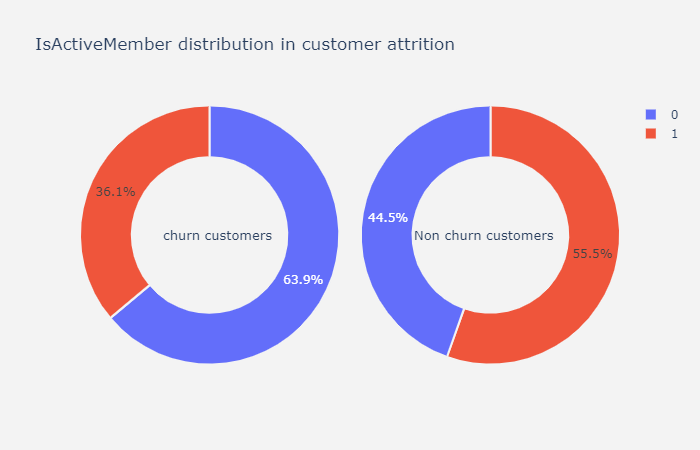 IsActiveMember distribution in customer attrition
0
1
36.1%
churn customers
63.9%
44.5%
Non churn customers
55.5%